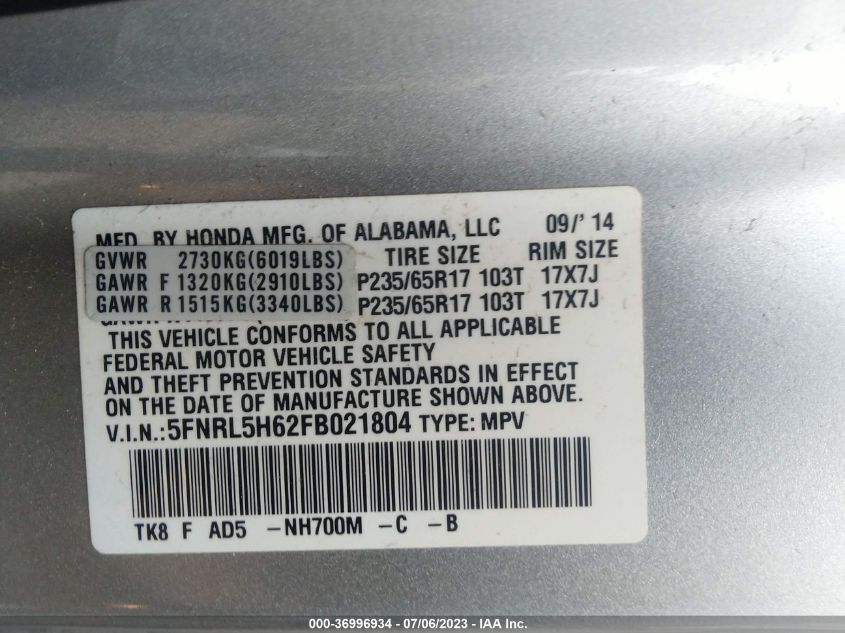 MFD. BY HONDA MFG. OF ALABAMA, LLC 09/' 14
GVWR 2730KG(6019LBS) TIRE SIZE RIM SIZE
GAWR F 1320KG(2910LBS) P235/65R17 103T 17X7J
GAWR R 1515KG(3340LBS) P235/65R17 103T 17X7J
THIS VEHICLE CONFORMS TO ALL APPLICABLE
FEDERAL MOTOR VEHICLE SAFETY
AND THEFT PREVENTION STANDARDS IN EFFECT
ON THE DATE OF MANUFACTURE SHOWN ABOVE.
V.I.N.:5FNRL5H62FB021804 TYPE: MPV
TK8 F AD5 -NH700M -C -B
000-36996934 - 07/06/2023 - IAA Inc.